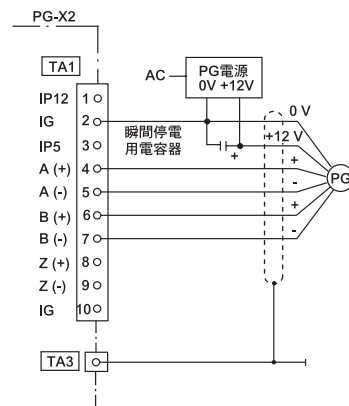 PG-X2
TA1
AC
PG電源
0V +12V
IP12 1
IG 2
IP5 3
A (+) 4
A (-) 5
B (+) 6
B (-) 7
Z (+) 8
Z (-) 9
IG 10
瞬間停電
用電容器
+
0 V
+12 V
+
-
+
-
PG
TA3